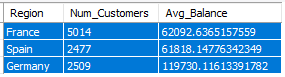 Region Num_Customers Avg_Balance
France 5014 62092.6365157559
Spain 2477 61818.14776342349
Germany 2509 119730.11613391782